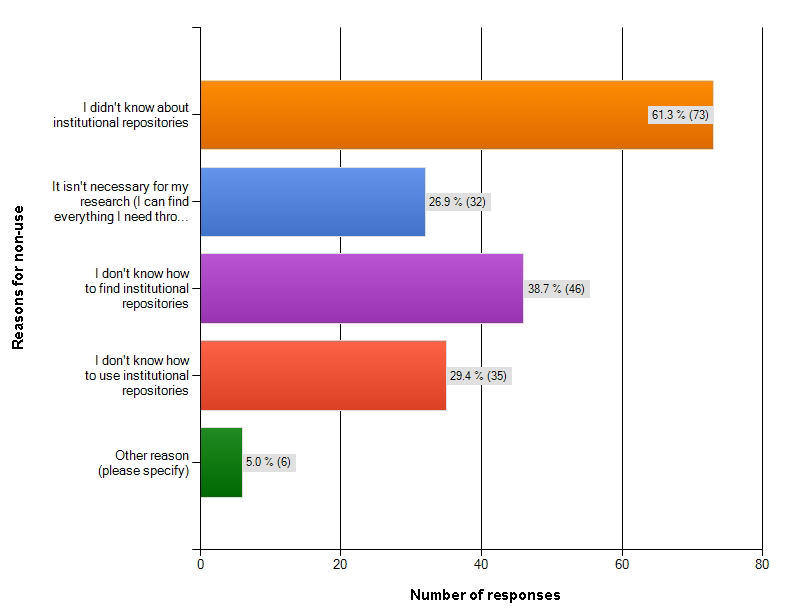 I didn't know about
institutional repositories
61.3 % (73)
It isn't necessary for my
research (I can find
everything I need thro...
26.9 % (32)
I don't know how
to find institutional
repositories
38.7 % (46)
I don't know how
to use institutional
repositories
29.4 % (35)
Other reason
(please specify)
5.0 % (6)
Reasons for non-use
0 20 40 60 80
Number of responses